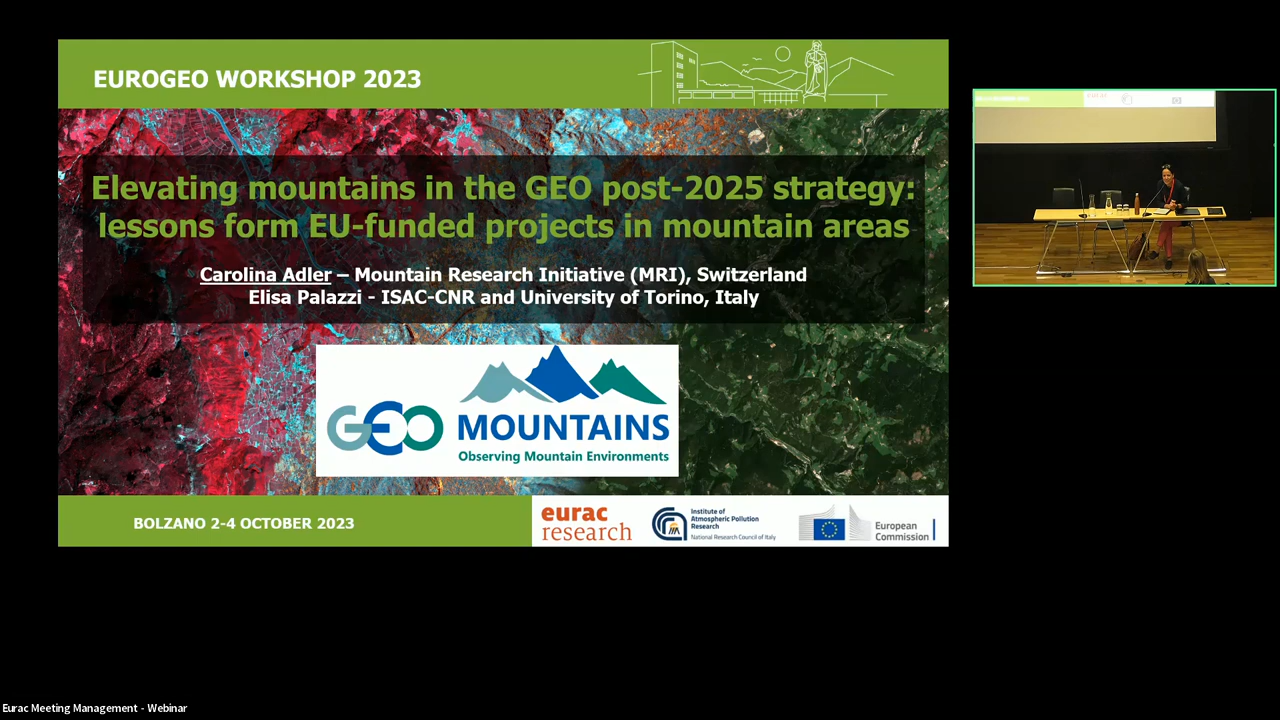 EUROGEO WORKSHOP 2023
Elevating mountains in the GEO post-2025 strategy:
lessons form EU-funded projects in mountain areas
Carolina Adler – Mountain Research Initiative (MRI), Switzerland
Elisa Palazzi - ISAC-CNR and University of Torino, Italy
GEO MOUNTAINS
Observing Mountain Environments
BOLZANO 2-4 OCTOBER 2023
eurac
research
Institute of
Atmospheric Pollution
Research
National Research Council of Italy
European
Commission
Eurac Meeting Management - Webinar